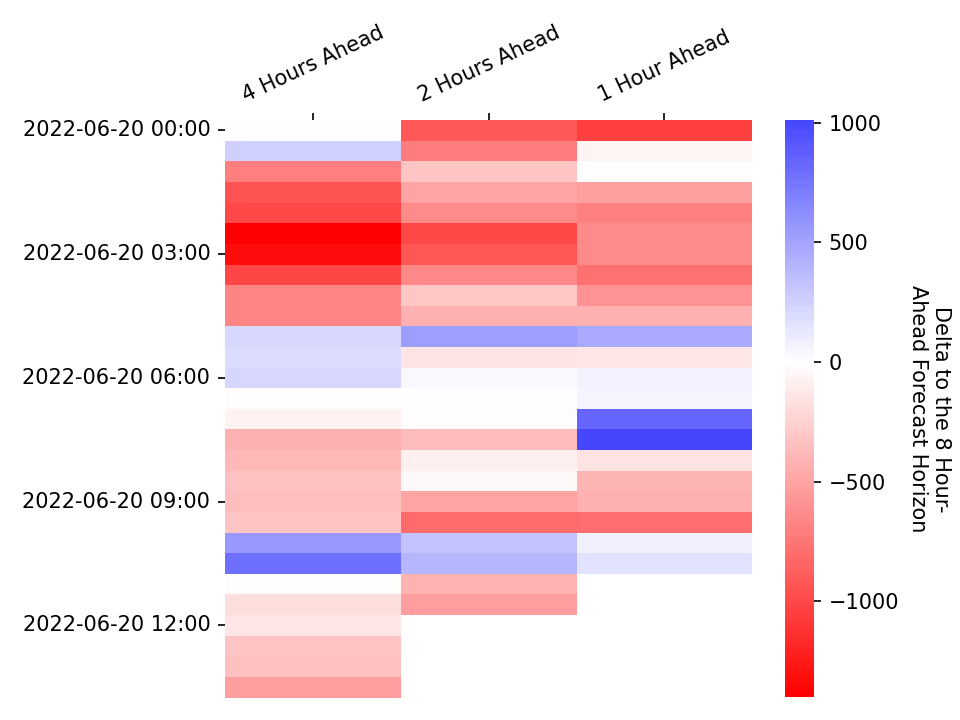 4 Hours Ahead
2 Hours Ahead
1 Hour Ahead
2022-06-20 00:00
2022-06-20 03:00
2022-06-20 06:00
2022-06-20 09:00
2022-06-20 12:00
1000
500
0
−500
−1000
Delta to the 8 Hour-
Ahead Forecast Horizon